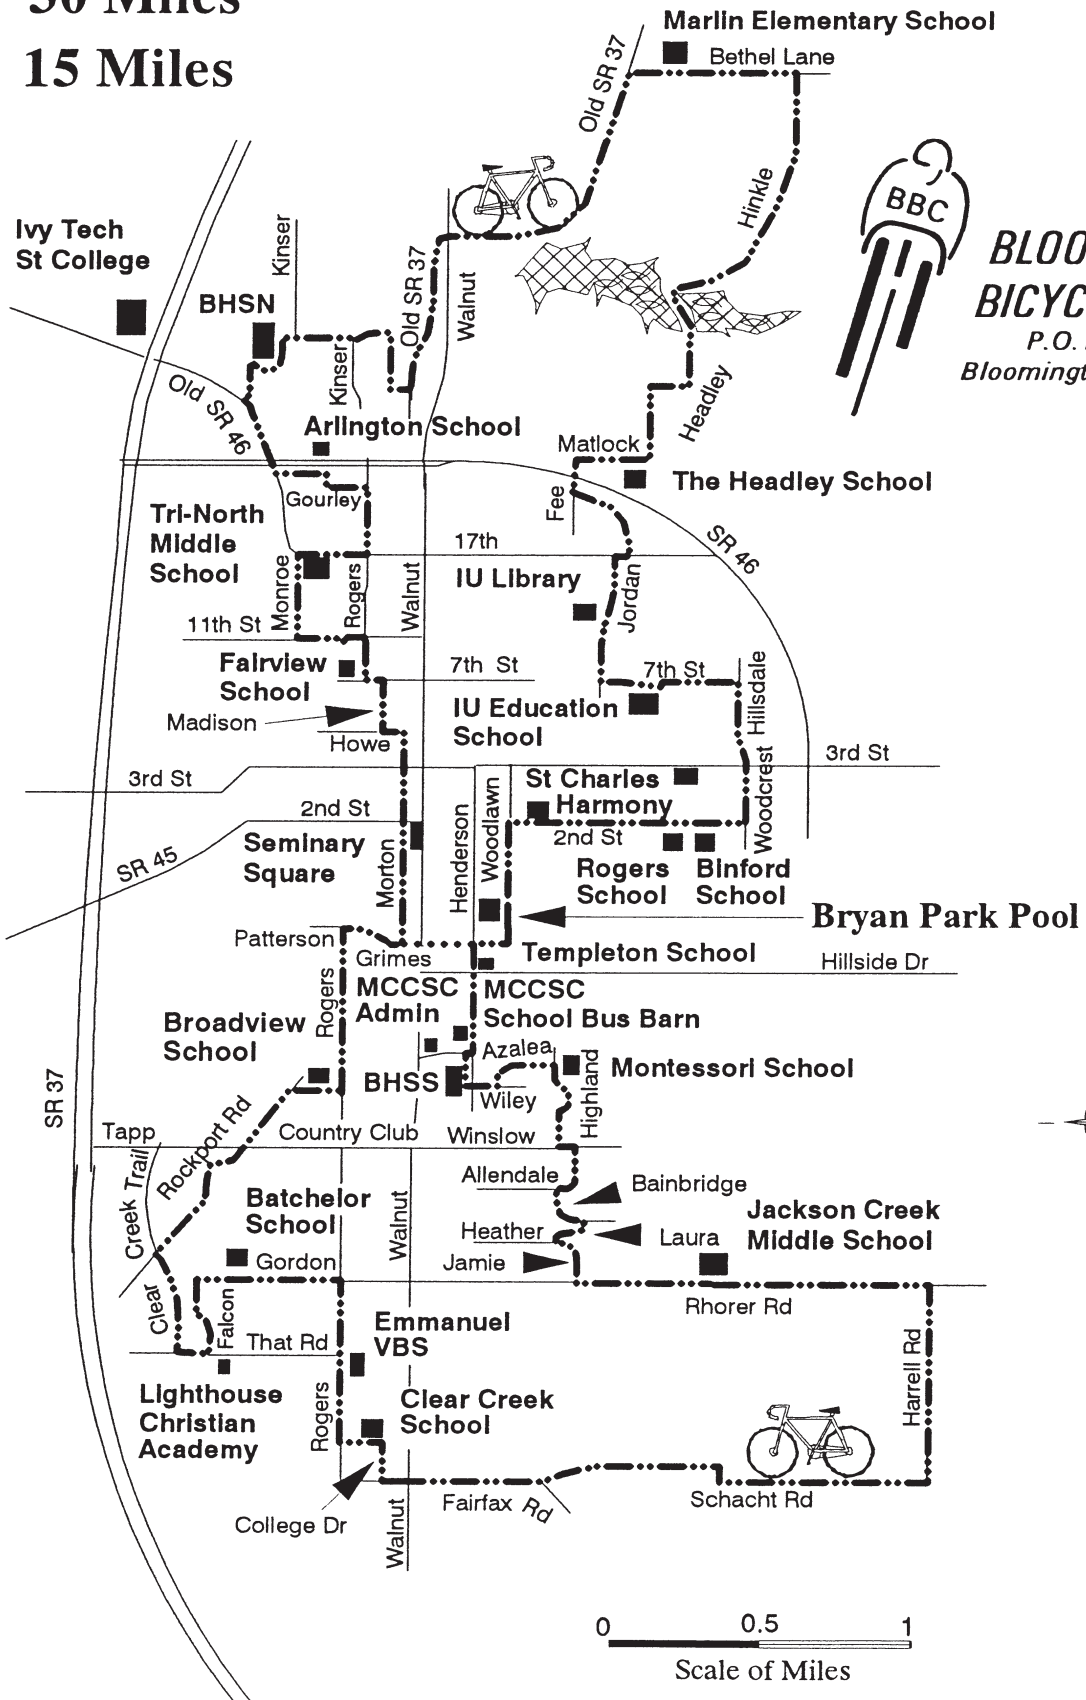 30 Miles
15 Miles
Marlin Elementary School
Bethel Lane
Old SR 37
Hinkle
BBC
BLOO
BICYC
P.O.
Bloomingt
Ivy Tech
St College
Kinser
BHSN
Old SR 37
Walnut
Kinser
Headley
Old SR 46
Arlington School
Matlock
The Headley School
Gourley
Fee
Tri-North
Middle
School
17th
SR 46
IU Library
Monroe
Rogers
Walnut
Jordan
11th St
Fairview
School
7th St
7th St
Hillsdale
Madison
IU Education
School
Howe
3rd St
3rd St
St Charles
Harmony
Woodcrest
2nd St
2nd St
Seminary
Square
SR 45
Morton
Henderson
Woodlawn
Rogers
School
Binford
School
Bryan Park Pool
Patterson
Grimes
Templeton School
Hillside Dr
Rogers
MCCSC
Admin
MCCSC
School Bus Barn
Broadview
School
Azalea
BHSS
Montessori School
Highland
Wiley
SR 37
Rockport Rd
Tapp
Country Club
Winslow
Creek Trail
Allendale
Bainbridge
Batchelor
School
Walnut
Jackson Creek
Middle School
Heather
Laura
Gordon
Jamie
Clear
Falcon
Rhorer Rd
That Rd
Emmanuel
VBS
Harrell Rd
Lighthouse
Christian
Academy
Rogers
Clear Creek
School
College Dr
Walnut
Fairfax Rd
Schacht Rd
0 0.5 1
Scale of Miles